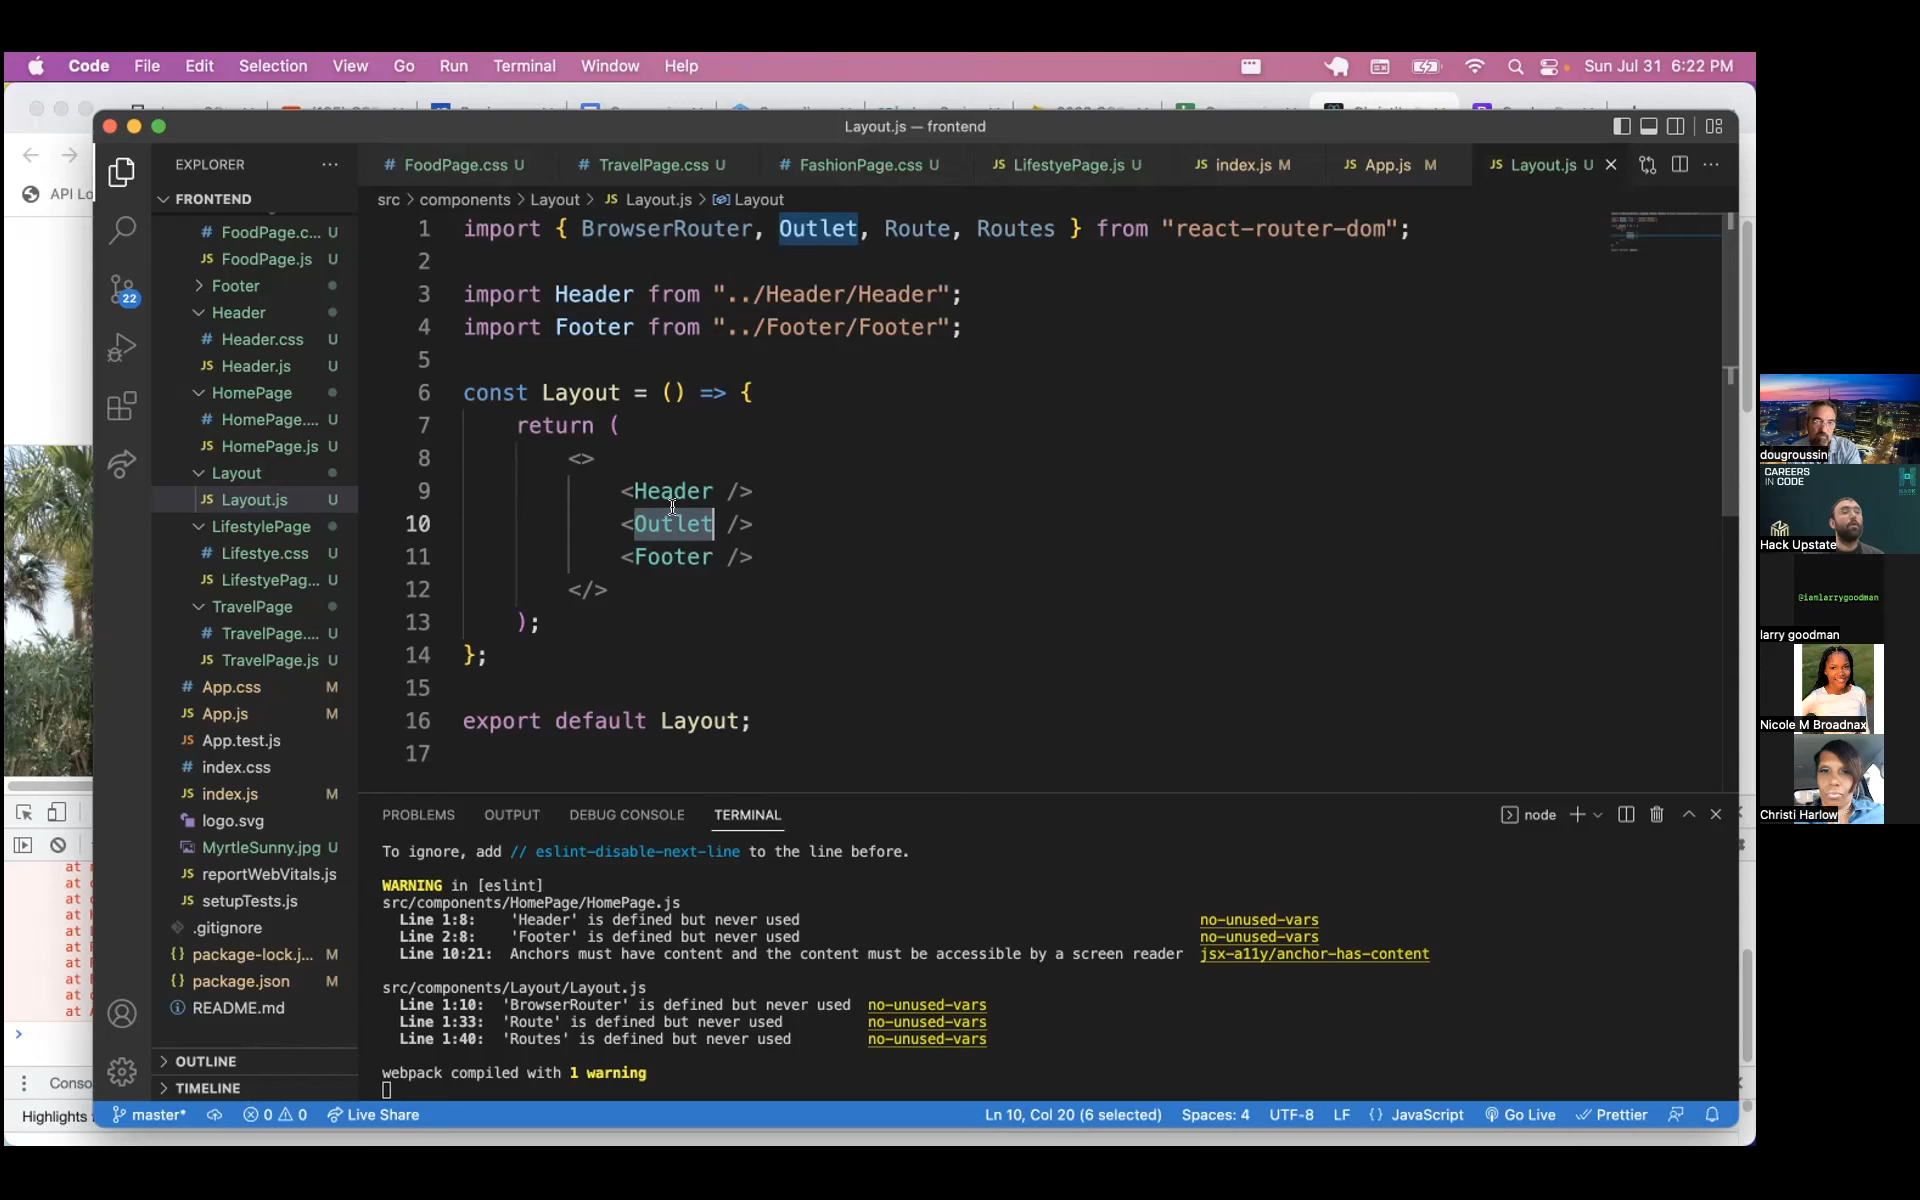 Code File Edit Selection View Go Run Terminal Window Help
Sun Jul 31 6:22 PM
Layout.js — frontend
API Lo
EXPLORER
FRONTEND
FoodPage.c... U
FoodPage.js U
Footer
Header
Header.css U
Header.js U
HomePage
HomePage.... U
HomePage.js U
Layout
Layout.js U
LifestylePage
Lifestye.css U
LifestyePag... U
TravelPage
TravelPage.... U
TravelPage.js U
App.css M
App.js M
App.test.js
index.css
index.js M
logo.svg
MyrtleSunny.jpg U
reportWebVitals.js
setupTests.js
.gitignore
package-lock.j... M
package.json M
README.md
OUTLINE
TIMELINE
22
FoodPage.css U TravelPage.css U FashionPage.css U LifestyePage.js U index.js M App.js M Layout.js U
src > components > Layout > JS Layout.js > Layout
1 import { BrowserRouter, Outlet, Route, Routes } from "react-router-dom";
2
3 import Header from "../Header/Header";
4 import Footer from "../Footer/Footer";
5
6 const Layout = () => {
7 return (
8 <>
9 <Header />
10 <Outlet />
11 <Footer />
12 </>
13 );
14 };
15
16 export default Layout;
17
PROBLEMS OUTPUT DEBUG CONSOLE TERMINAL
node
To ignore, add // eslint-disable-next-line to the line before.
WARNING in [eslint]
src/components/HomePage/HomePage.js
Line 1:8: 'Header' is defined but never used no-unused-vars
Line 2:8: 'Footer' is defined but never used no-unused-vars
Line 10:21: Anchors must have content and the content must be accessible by a screen reader jsx-a11y/anchor-has-content
src/components/Layout/Layout.js
Line 1:10: 'BrowserRouter' is defined but never used no-unused-vars
Line 1:33: 'Route' is defined but never used no-unused-vars
Line 1:40: 'Routes' is defined but never used no-unused-vars
webpack compiled with 1 warning
master* 0 0 Live Share
Ln 10, Col 20 (6 selected) Spaces: 4 UTF-8 LF {} JavaScript Go Live Prettier
Conso
Highlights
dougroussin
CAREERS
IN CODE
Hack Upstate
@iamlarrygoodman
larry goodman
Nicole M Broadnax
Christi Harlow